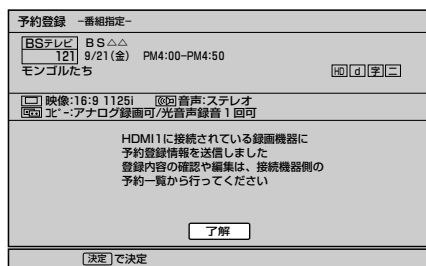 予約登録 -番組指定-
BSテレビ BS△△
121 9/21(金) PM4:00-PM4:50
モンゴルたち
HD d 字 二
映像:16:9 1125i 音声:ステレオ
コピー:アナログ録画可/光音声録音1回可
HDMI1に接続されている録画機器に
予約登録情報を送信しました
登録内容の確認や編集は、接続機器側の
予約一覧から行ってください
了解
決定で決定